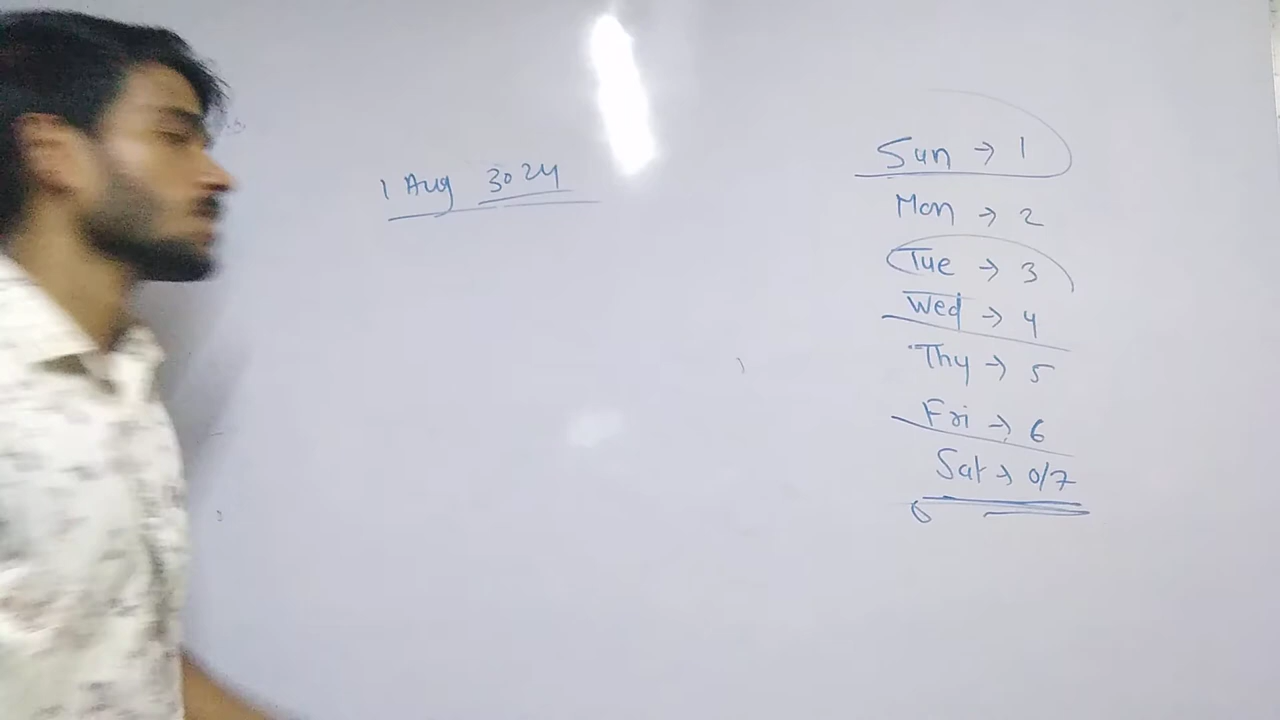 1 Aug 3024
Sun → 1
Mon → 2
Tue → 3
Wed → 4
Thy → 5
Fri → 6
Sat → 0/7